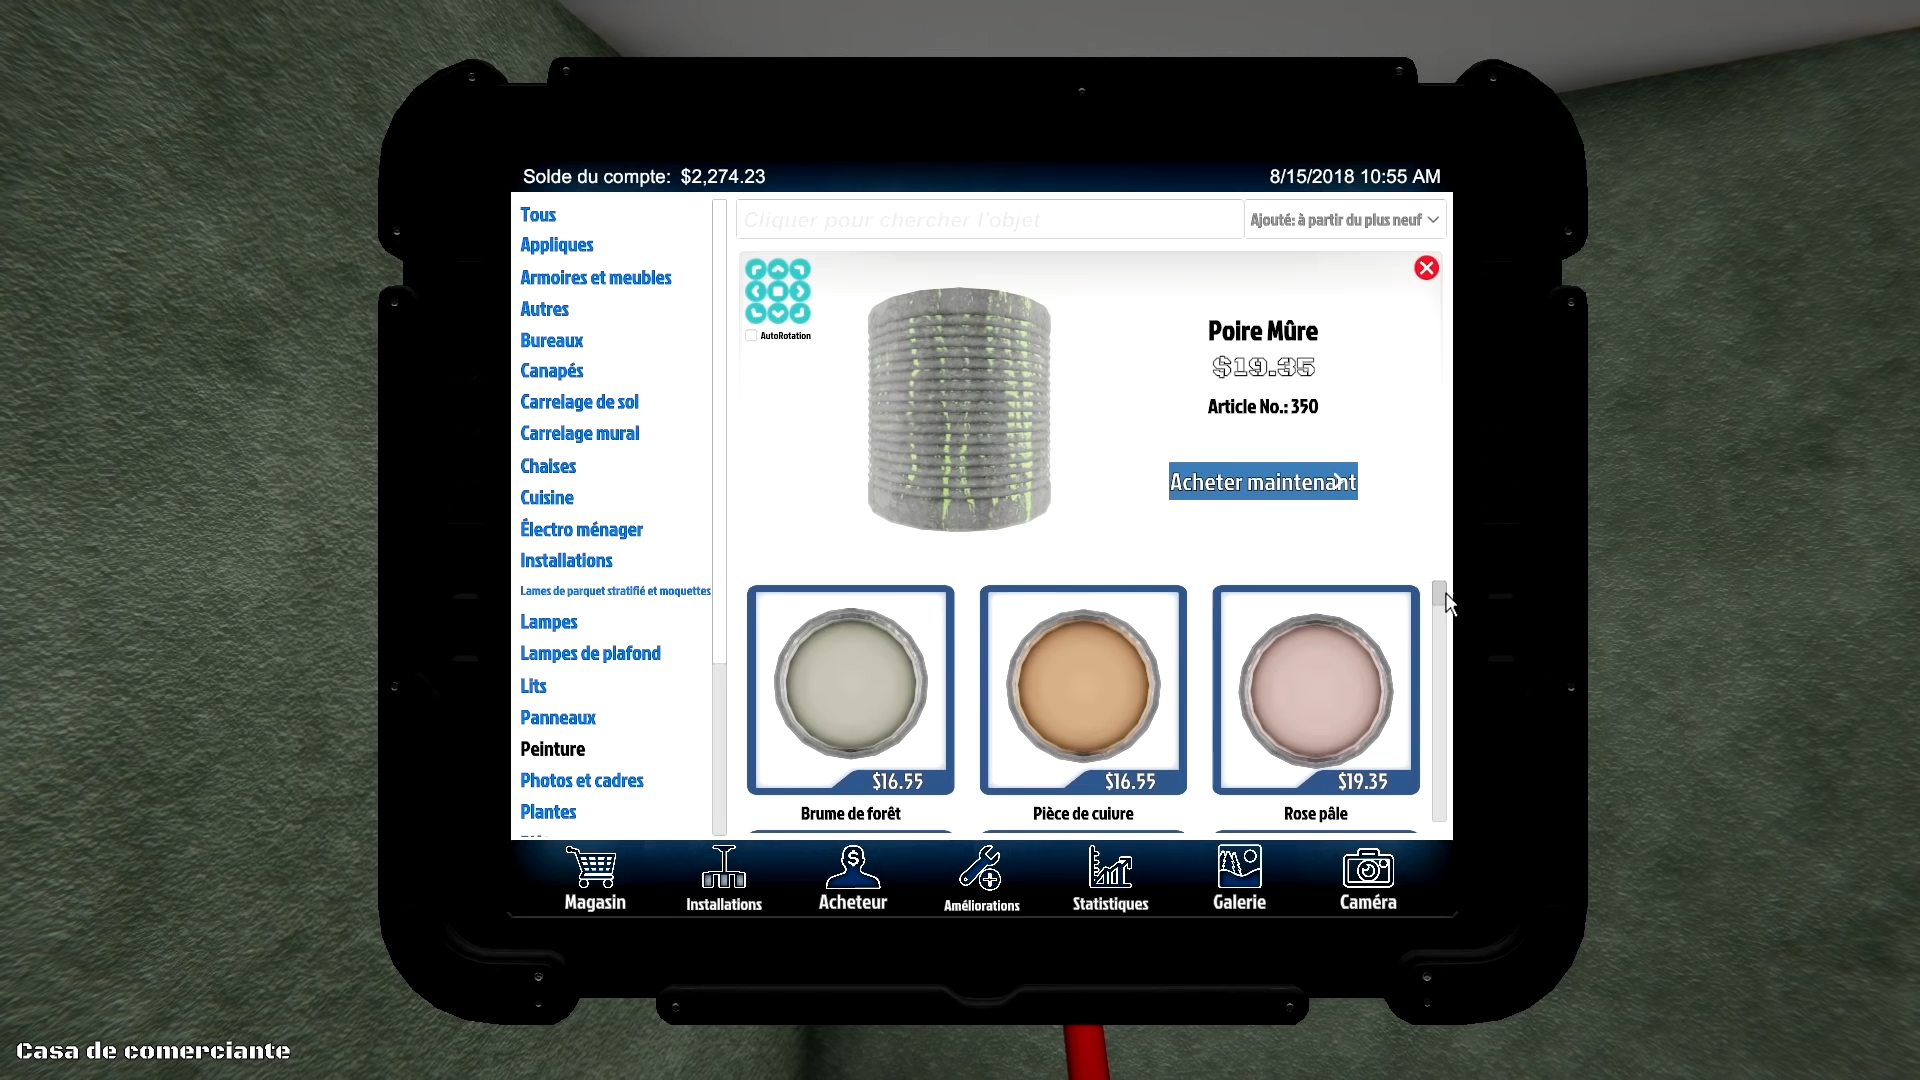 Solde du compte: $2,274.23
8/15/2018 10:55 AM
Tous
Appliques
Armoires et meubles
Autres
Bureaux
Canapés
Carrelage de sol
Carrelage mural
Chaises
Cuisine
Électro ménager
Installations
Lames de parquet stratifié et moquettes
Lampes
Lampes de plafond
Lits
Panneaux
Peinture
Photos et cadres
Plantes
Cliquer pour chercher l'objet
Ajouté: à partir du plus neuf
AutoRotation
Poire Mûre
$19.35
Article No.: 350
Acheter maintenant
$16.55
$16.55
$19.35
Brume de forêt
Pièce de cuivre
Rose pâle
Magasin
Installations
Acheteur
Améliorations
Statistiques
Galerie
Caméra
Casa de comerciante